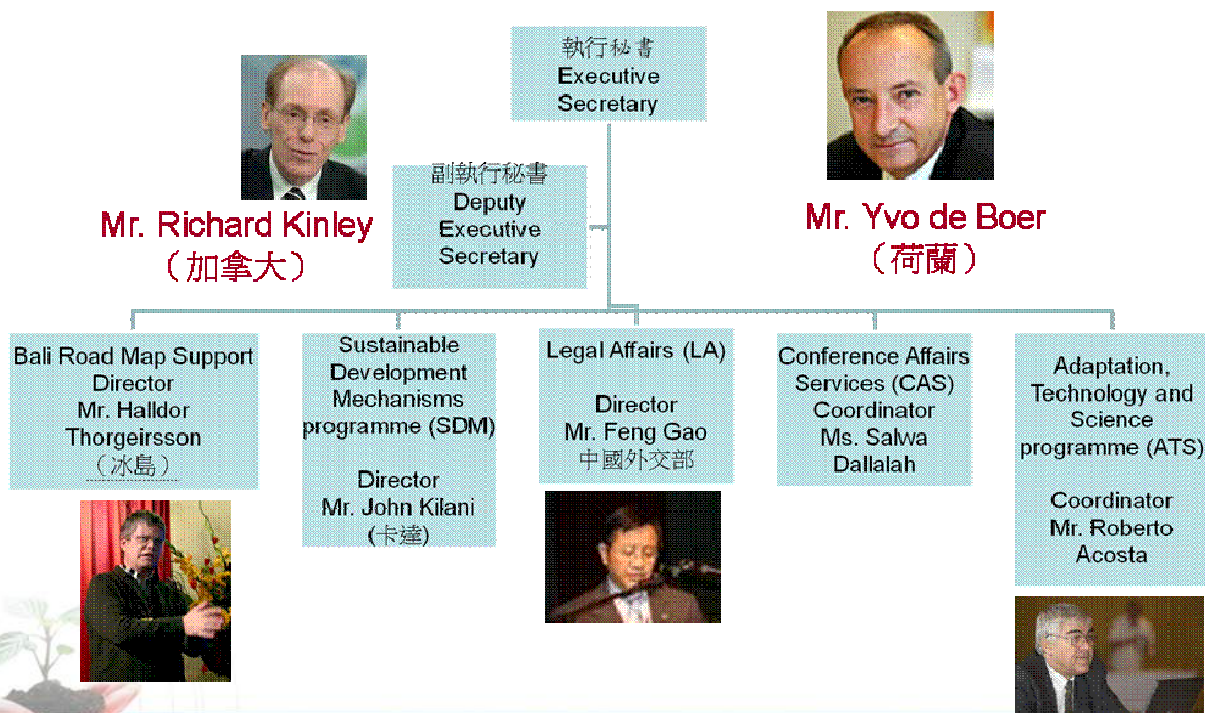 執行秘書
Executive
Secretary
副執行秘書
Deputy
Executive
Secretary
Mr. Richard Kinley
（加拿大）
Mr. Yvo de Boer
（荷蘭）
Bali Road Map Support
Director
Mr. Halldor
Thorgeirsson
（冰島）
Sustainable
Development
Mechanisms
programme (SDM)
Director
Mr. John Kilani
(卡達)
Legal Affairs (LA)
Director
Mr. Feng Gao
中國外交部
Conference Affairs
Services (CAS)
Coordinator
Ms. Salwa
Dallalah
Adaptation,
Technology and
Science
programme (ATS)
Coordinator
Mr. Roberto
Acosta